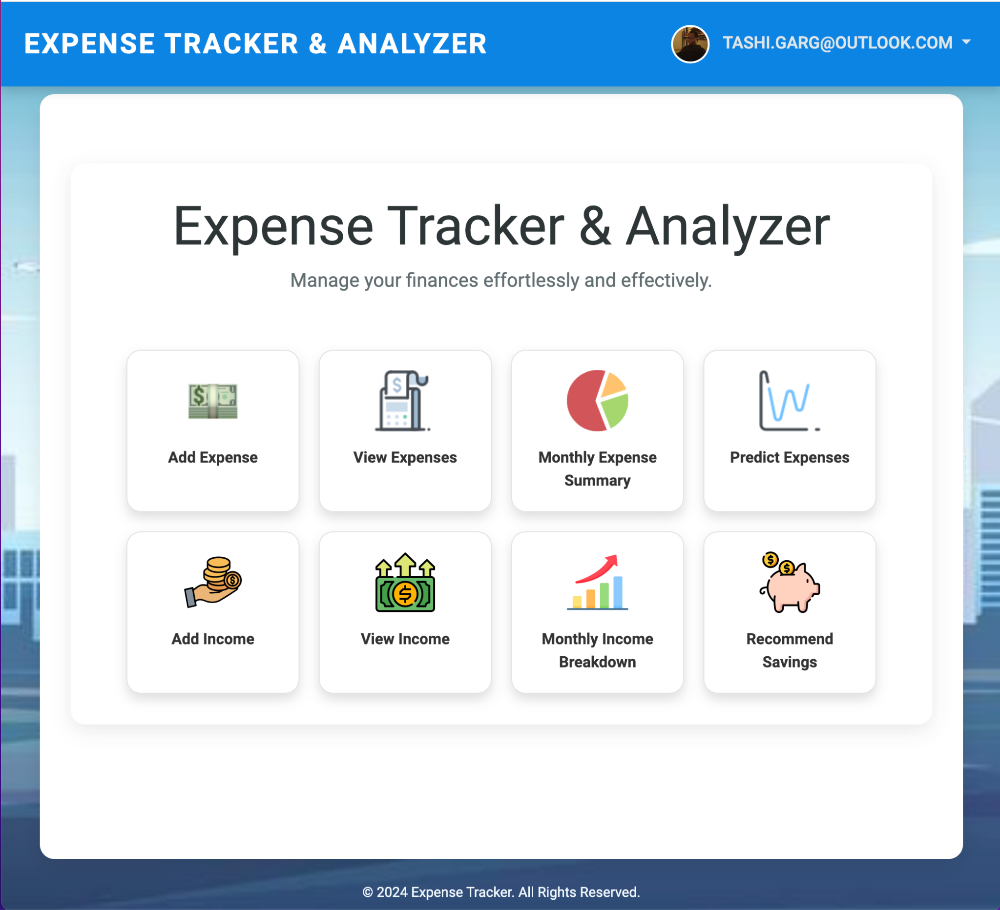 EXPENSE TRACKER & ANALYZER
TASHI.GARG@OUTLOOK.COM
Expense Tracker & Analyzer
Manage your finances effortlessly and effectively.
Add Expense
View Expenses
Monthly Expense
Summary
Predict Expenses
Add Income
View Income
Monthly Income
Breakdown
Recommend
Savings
© 2024 Expense Tracker. All Rights Reserved.